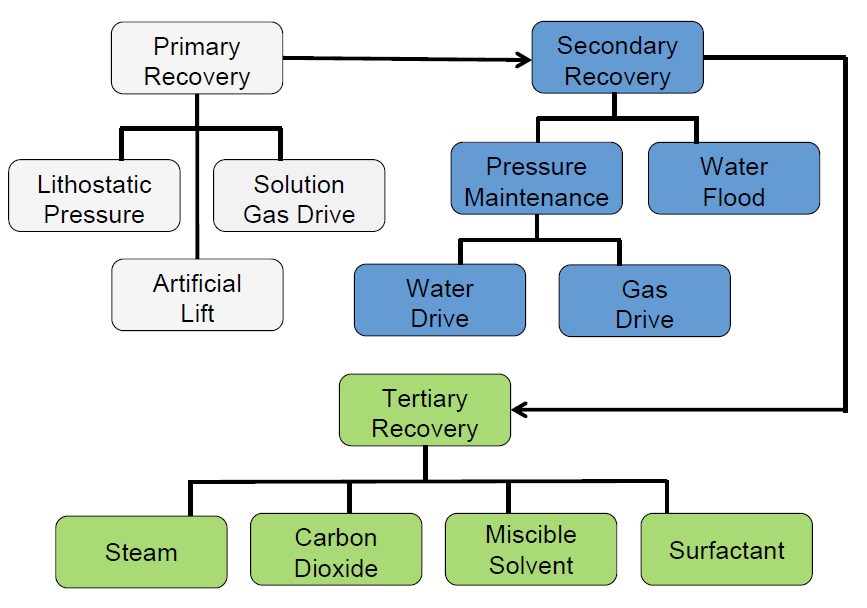 Primary
Recovery
Secondary
Recovery
Lithostatic
Pressure
Solution
Gas Drive
Artificial
Lift
Pressure
Maintenance
Water
Flood
Water
Drive
Gas
Drive
Tertiary
Recovery
Steam
Carbon
Dioxide
Miscible
Solvent
Surfactant